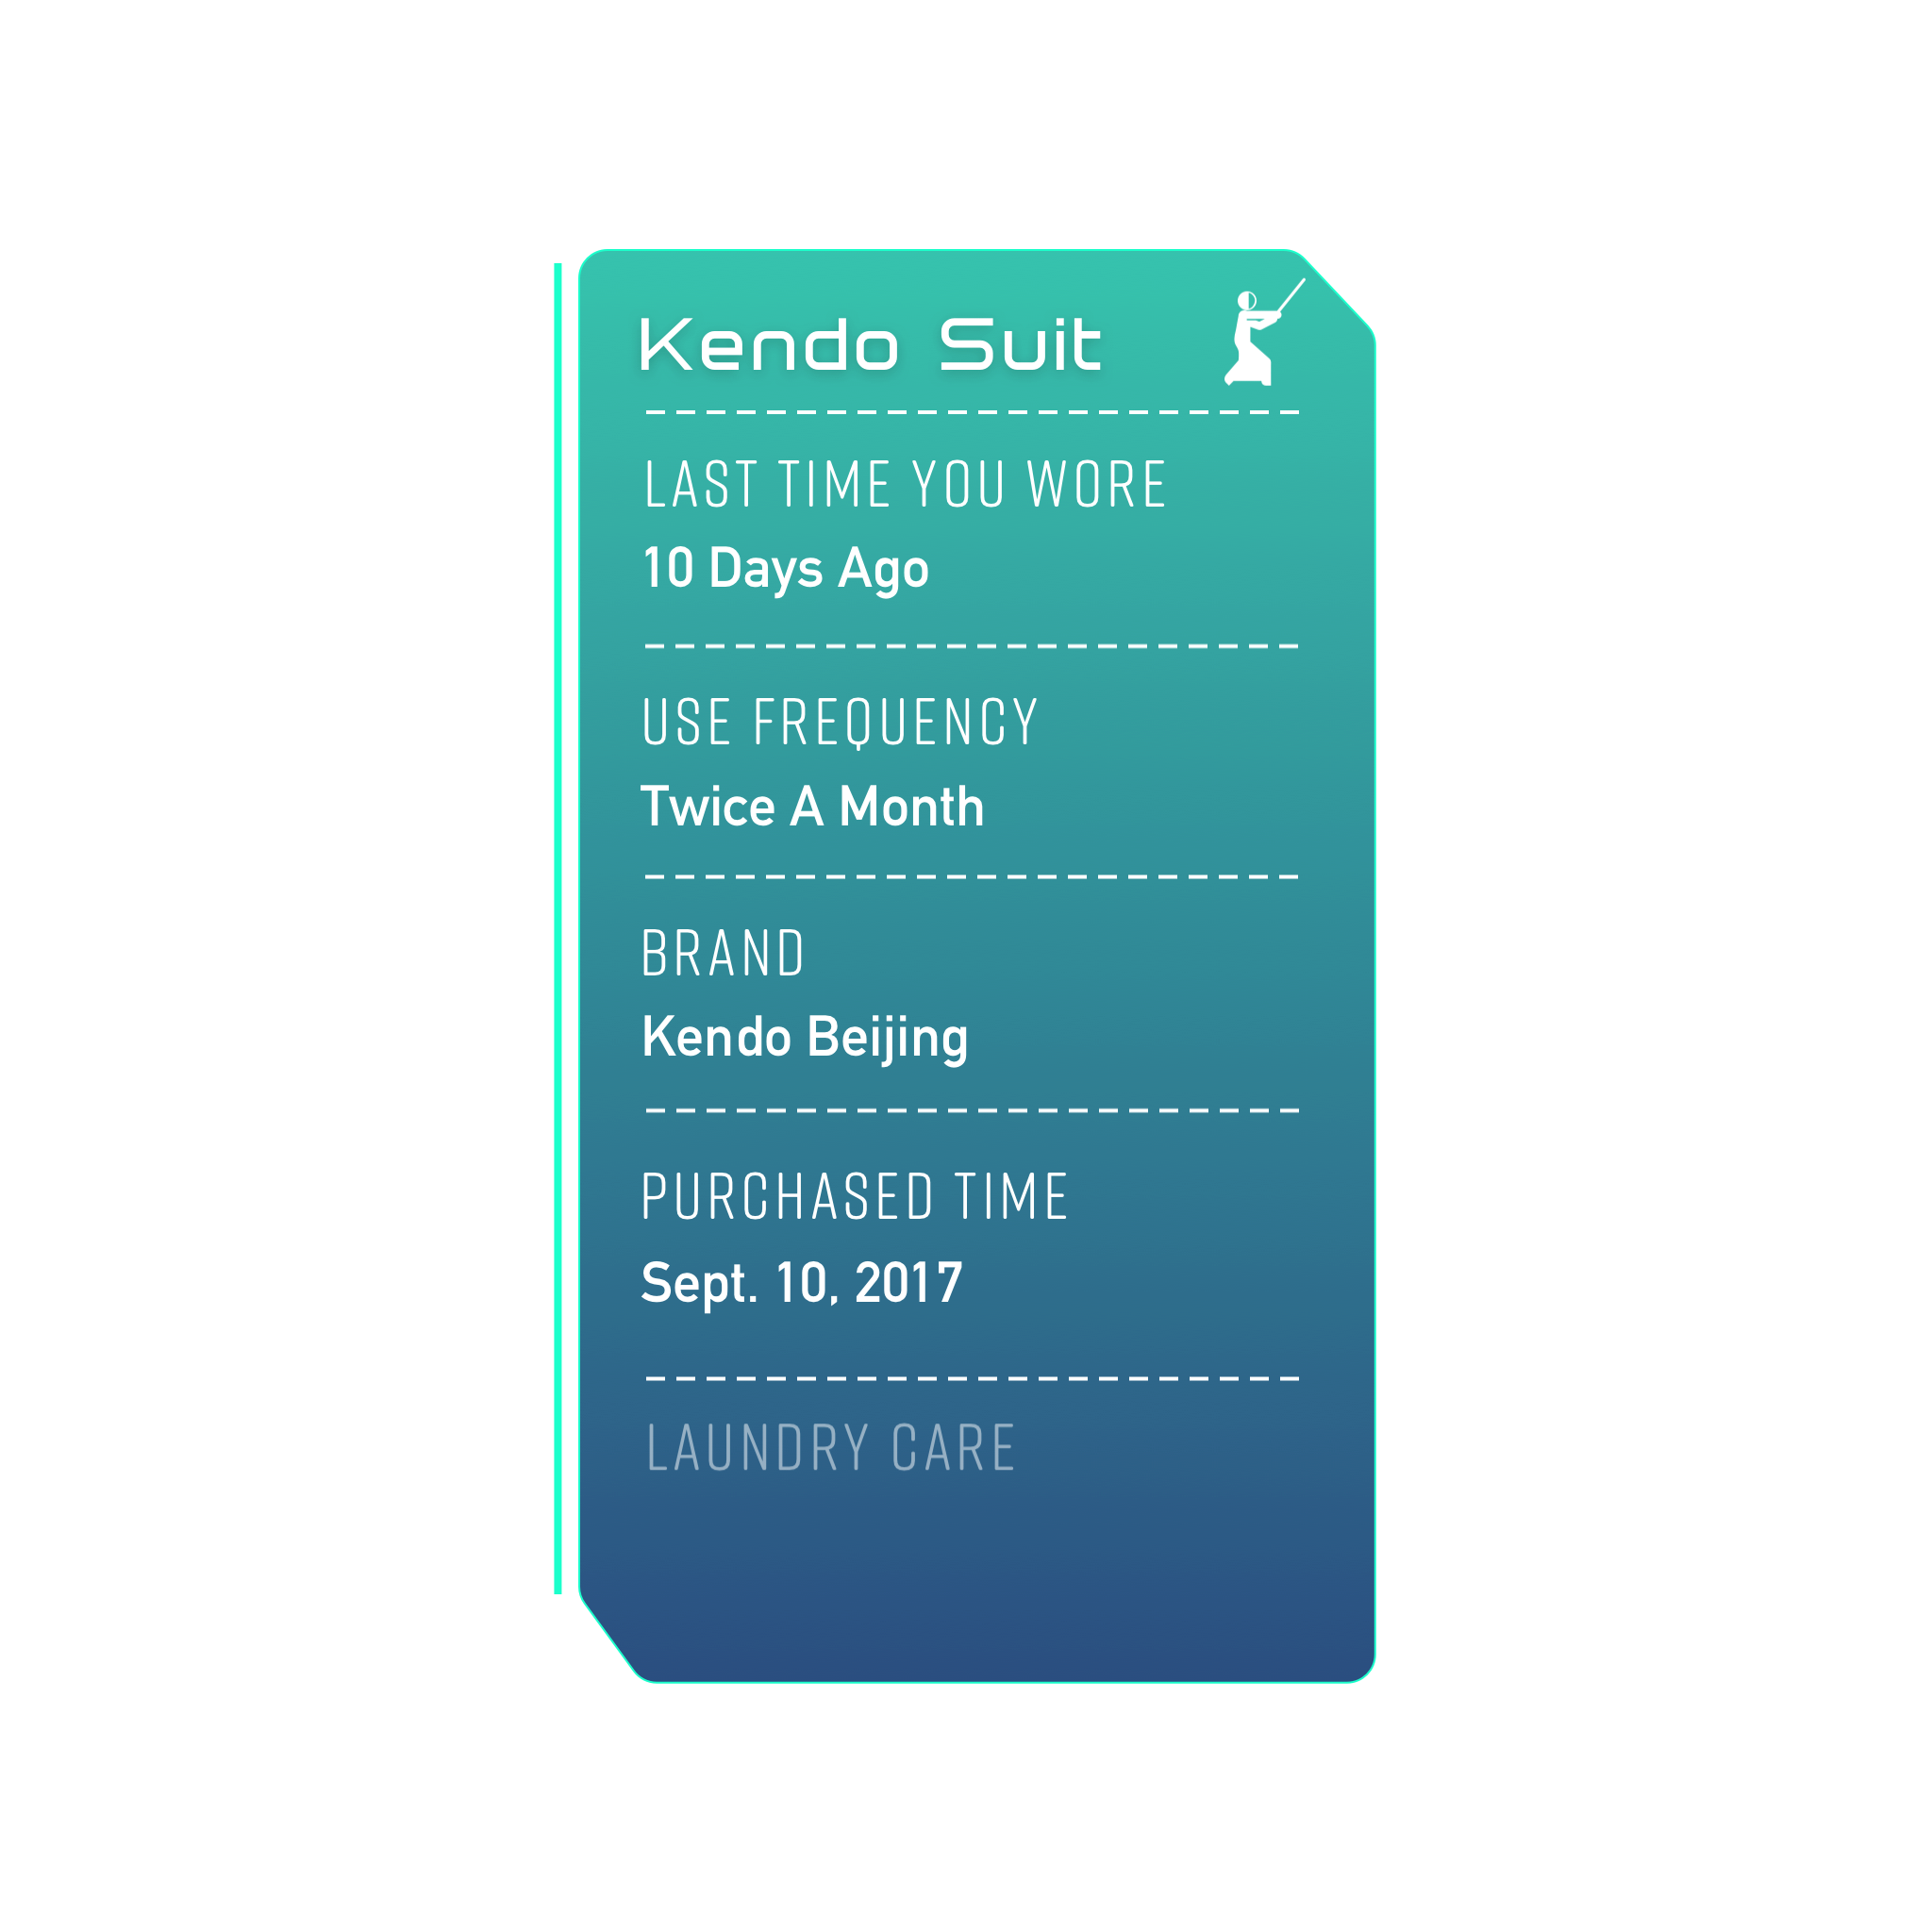 Kendo Suit
LAST TIME YOU WORE
10 Days Ago
USE FREQUENCY
Twice A Month
BRAND
Kendo Beijing
PURCHASED TIME
Sept. 10, 2017
LAUNDRY CARE